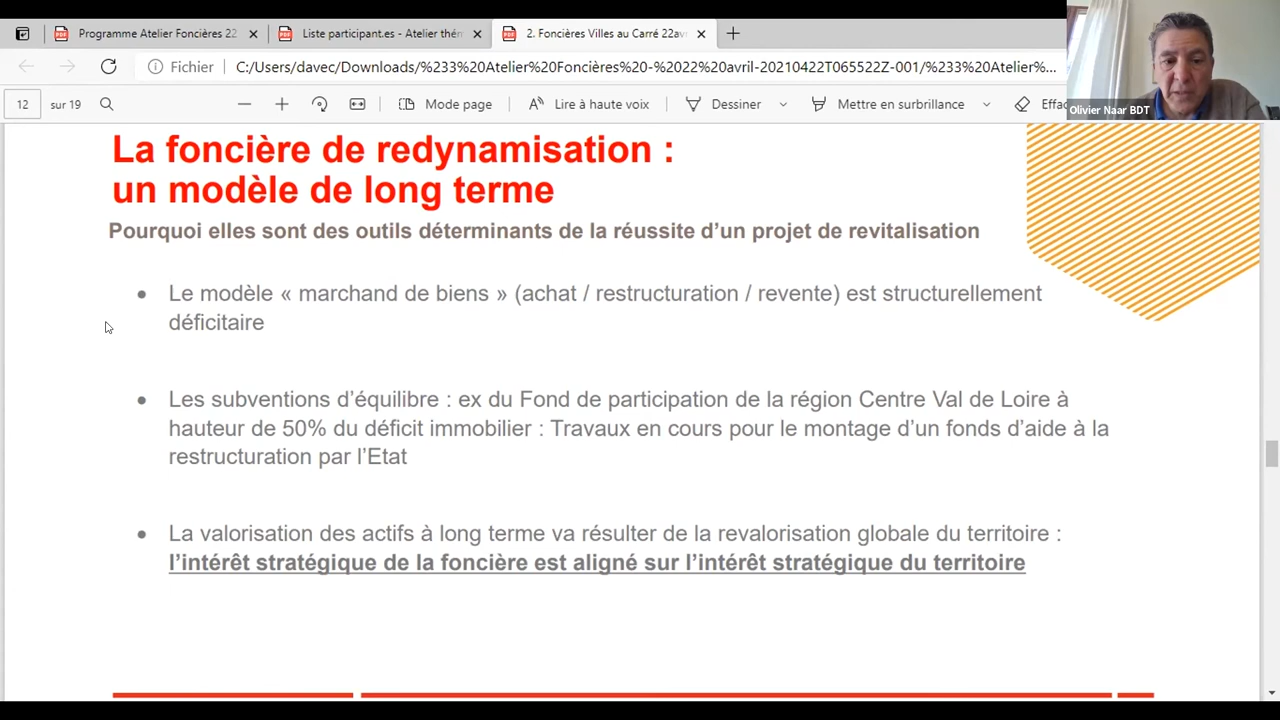 Programme Atelier Foncières 22
Liste participant.es - Atelier thén
2. Foncières Villes au Carré 22avr
Fichier
C:/Users/davec/Downloads/%233%20Atelier%20Foncières%20-%2022%20avril-20210422T065522Z-001/%233%20Atelier%...
12 sur 19
Mode page
Lire à haute voix
Dessiner
Mettre en surbrillance
Effac
Olivier Naar BDT
La foncière de redynamisation :
un modèle de long terme
Pourquoi elles sont des outils déterminants de la réussite d’un projet de revitalisation
• Le modèle « marchand de biens » (achat / restructuration / revente) est structurellement
déficitaire
• Les subventions d’équilibre : ex du Fond de participation de la région Centre Val de Loire à
hauteur de 50% du déficit immobilier : Travaux en cours pour le montage d’un fonds d’aide à la
restructuration par l’Etat
• La valorisation des actifs à long terme va résulter de la revalorisation globale du territoire :
l’intérêt stratégique de la foncière est aligné sur l’intérêt stratégique du territoire